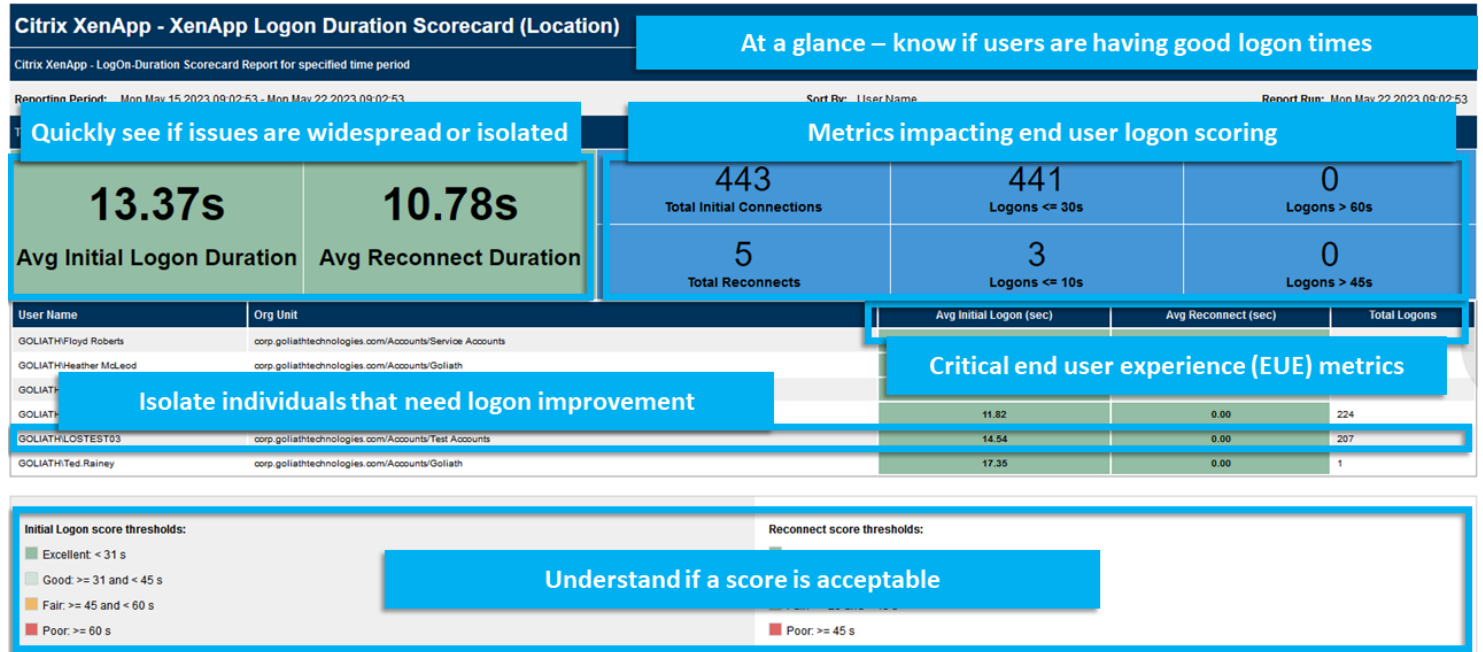 Citrix XenApp - XenApp Logon Duration Scorecard (Location)
At a glance – know if users are having good logon times
Citrix XenApp - LogOn-Duration Scorecard Report for specified time period
Reporting Period: Mon May 15 2023 09:02:53 - Mon May 22 2023 09:02:53
Sort By: User Name
Report Run: Mon May 22 2023 09:02:53
Quickly see if issues are widespread or isolated
Metrics impacting end user logon scoring
13.37s
Avg Initial Logon Duration
10.78s
Avg Reconnect Duration
443
Total Initial Connections
441
Logons <= 30s
0
Logons > 60s
5
Total Reconnects
3
Logons <= 10s
0
Logons > 45s
User Name Org Unit Avg Initial Logon (sec) Avg Reconnect (sec) Total Logons
GOLIATH\Floyd Roberts corp.goliathtechnologies.com/Accounts/Service Accounts
GOLIATH\Heather McLeod corp.goliathtechnologies.com/Accounts/Goliath
Critical end user experience (EUE) metrics
GOLIATH
Isolate individuals that need logon improvement
GOLIATH 11.82 0.00 224
GOLIATH\LOSTEST03 corp.goliathtechnologies.com/Accounts/Test Accounts 14.54 0.00 207
GOLIATH\Ted.Rainey corp.goliathtechnologies.com/Accounts/Goliath 17.35 0.00 1
Initial Logon score thresholds:
Excellent: < 31 s
Good: >= 31 and < 45 s
Fair: >= 45 and < 60 s
Poor: >= 60 s
Understand if a score is acceptable
Reconnect score thresholds:
Poor: >= 45 s